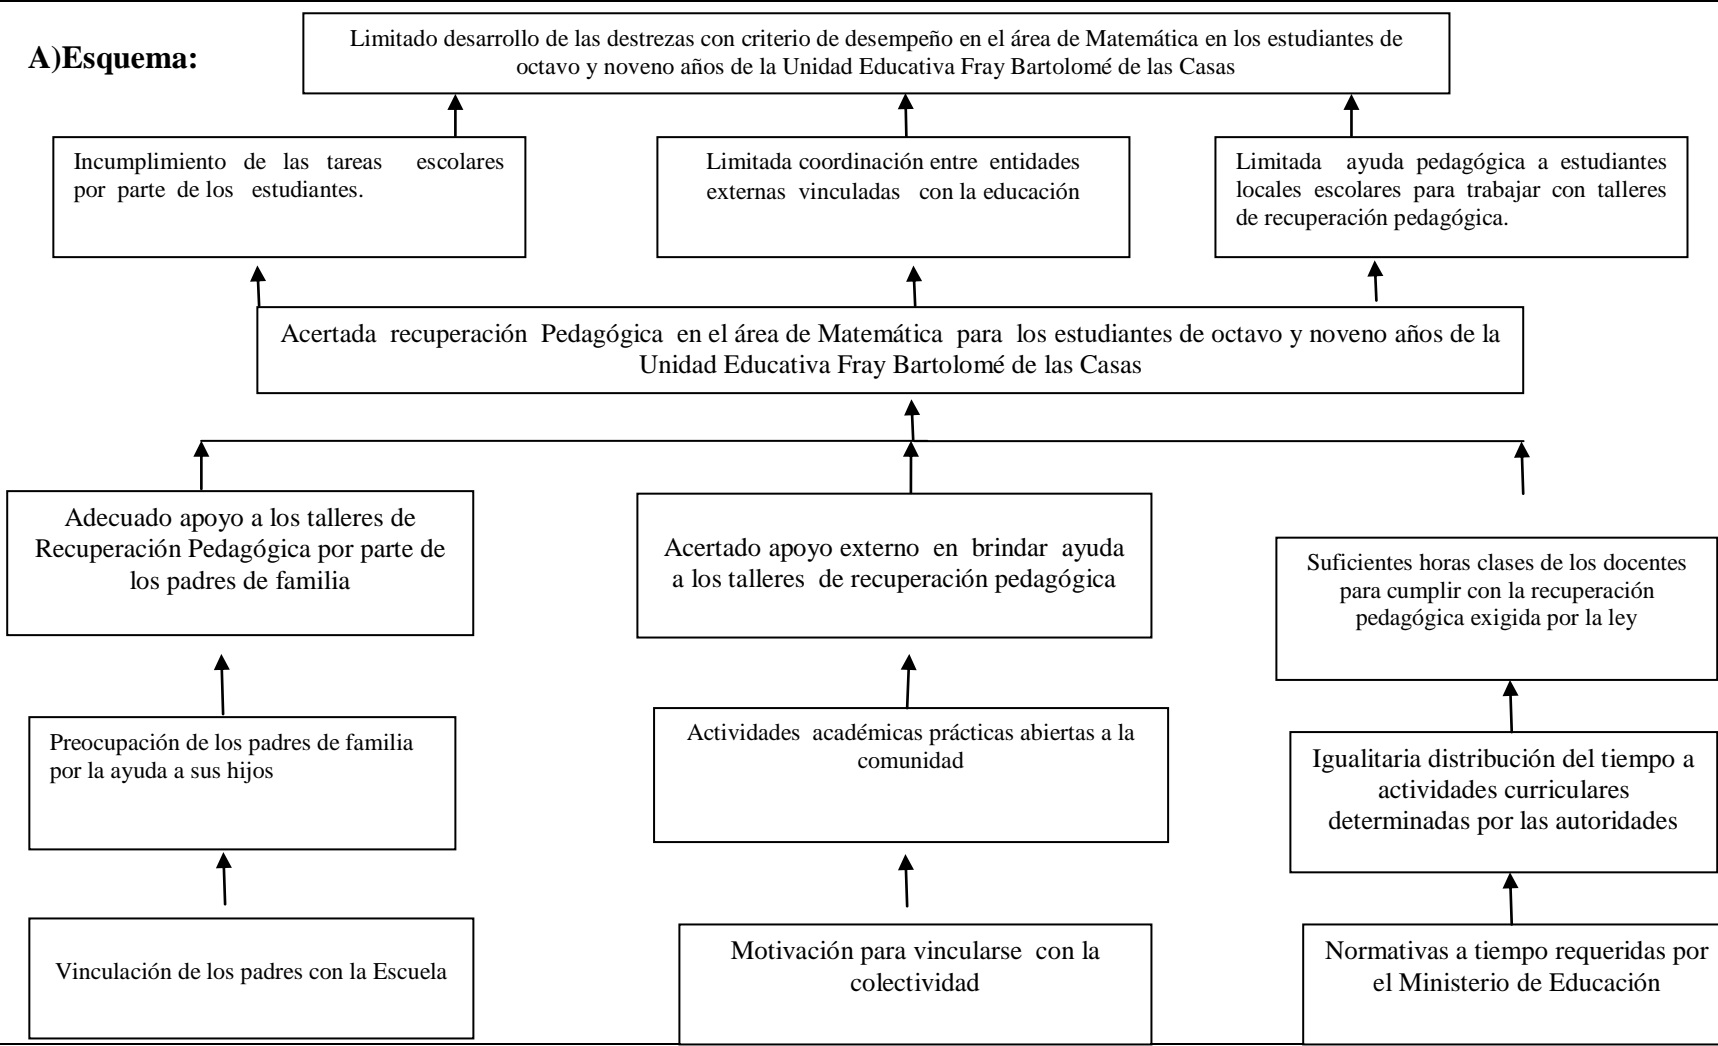 A)Esquema:
Limitado desarrollo de las destrezas con criterio de desempeño en el área de Matemática en los estudiantes de
octavo y noveno años de la Unidad Educativa Fray Bartolomé de las Casas
Incumplimiento de las tareas escolares
por parte de los estudiantes.
Limitada coordinación entre entidades
externas vinculadas con la educación
Limitada ayuda pedagógica a estudiantes
locales escolares para trabajar con talleres
de recuperación pedagógica.
Acertada recuperación Pedagógica en el área de Matemática para los estudiantes de octavo y noveno años de la
Unidad Educativa Fray Bartolomé de las Casas
Adecuado apoyo a los talleres de
Recuperación Pedagógica por parte de
los padres de familia
Acertado apoyo externo en brindar ayuda
a los talleres de recuperación pedagógica
Suficientes horas clases de los docentes
para cumplir con la recuperación
pedagógica exigida por la ley
Preocupación de los padres de familia
por la ayuda a sus hijos
Actividades académicas prácticas abiertas a la
comunidad
Igualitaria distribución del tiempo a
actividades curriculares
determinadas por las autoridades
Vinculación de los padres con la Escuela
Motivación para vincularse con la
colectividad
Normativas a tiempo requeridas por
el Ministerio de Educación